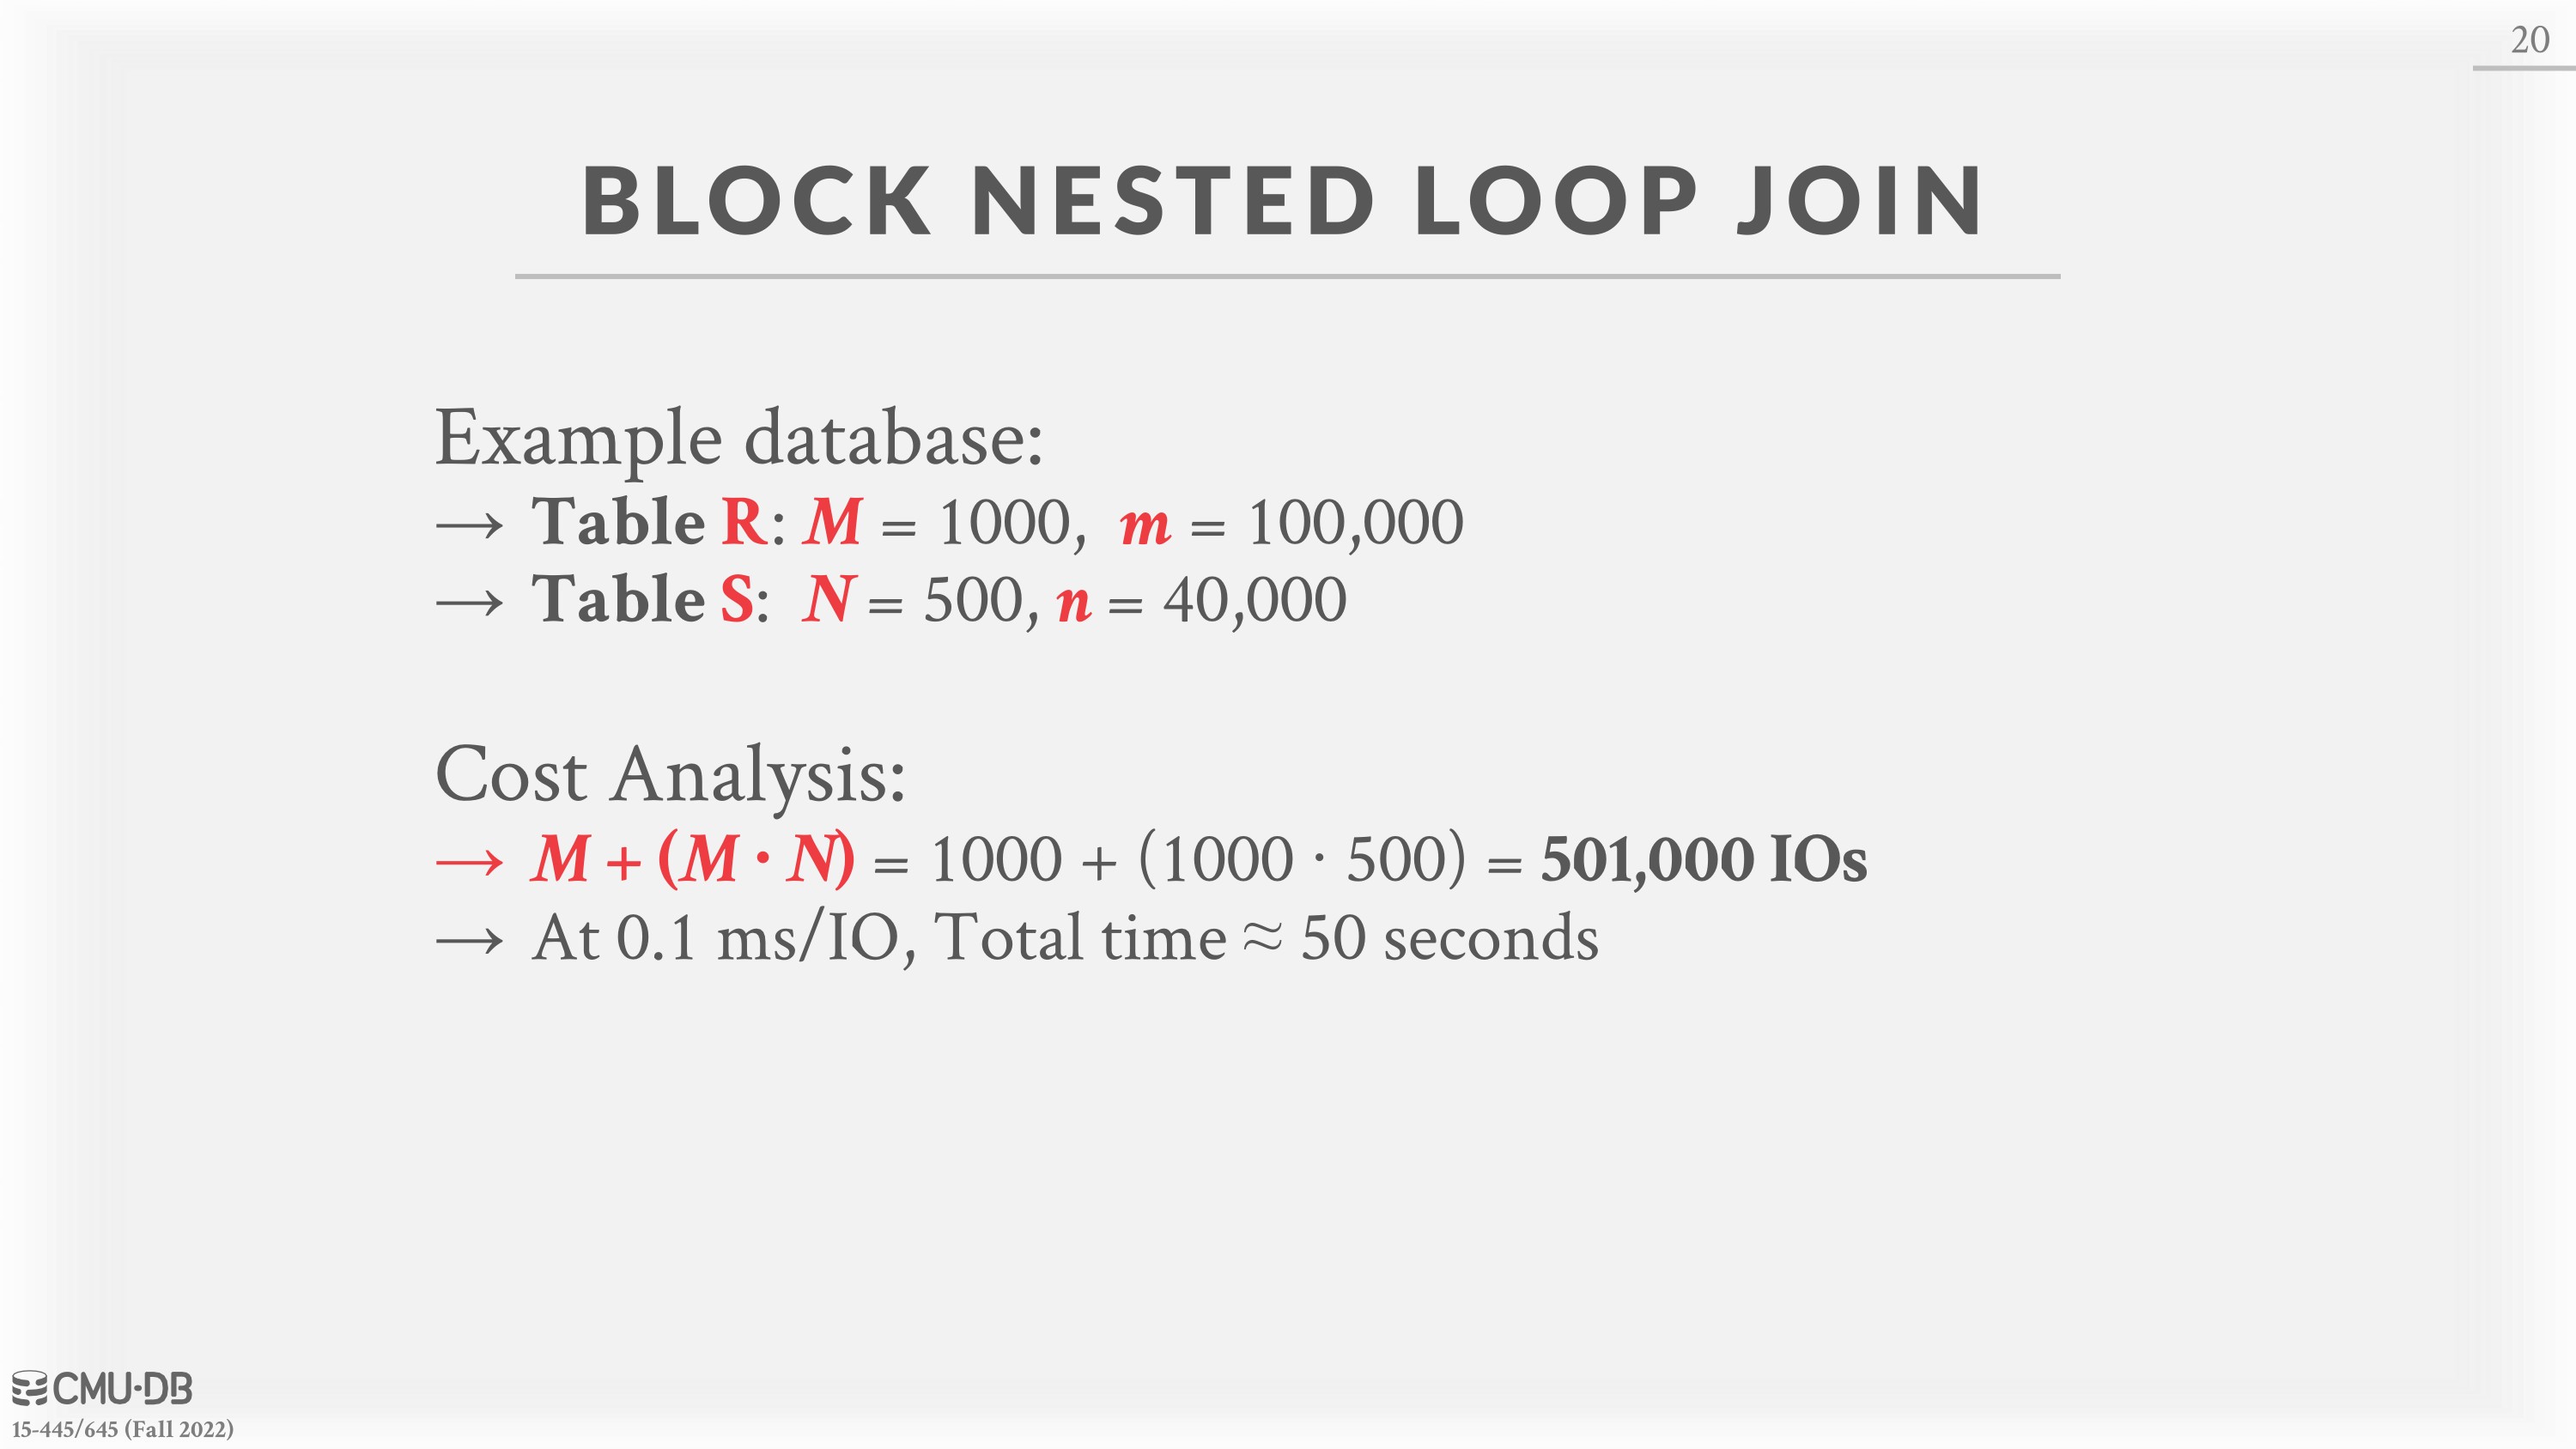 20
BLOCK NESTED LOOP JOIN
Example database:
→ Table R: M = 1000, m = 100,000
→ Table S: N = 500, n = 40,000
Cost Analysis:
→ M + (M · N) = 1000 + (1000 · 500) = 501,000 IOs
→ At 0.1 ms/IO, Total time ≈ 50 seconds
CMU·DB
15-445/645 (Fall 2022)